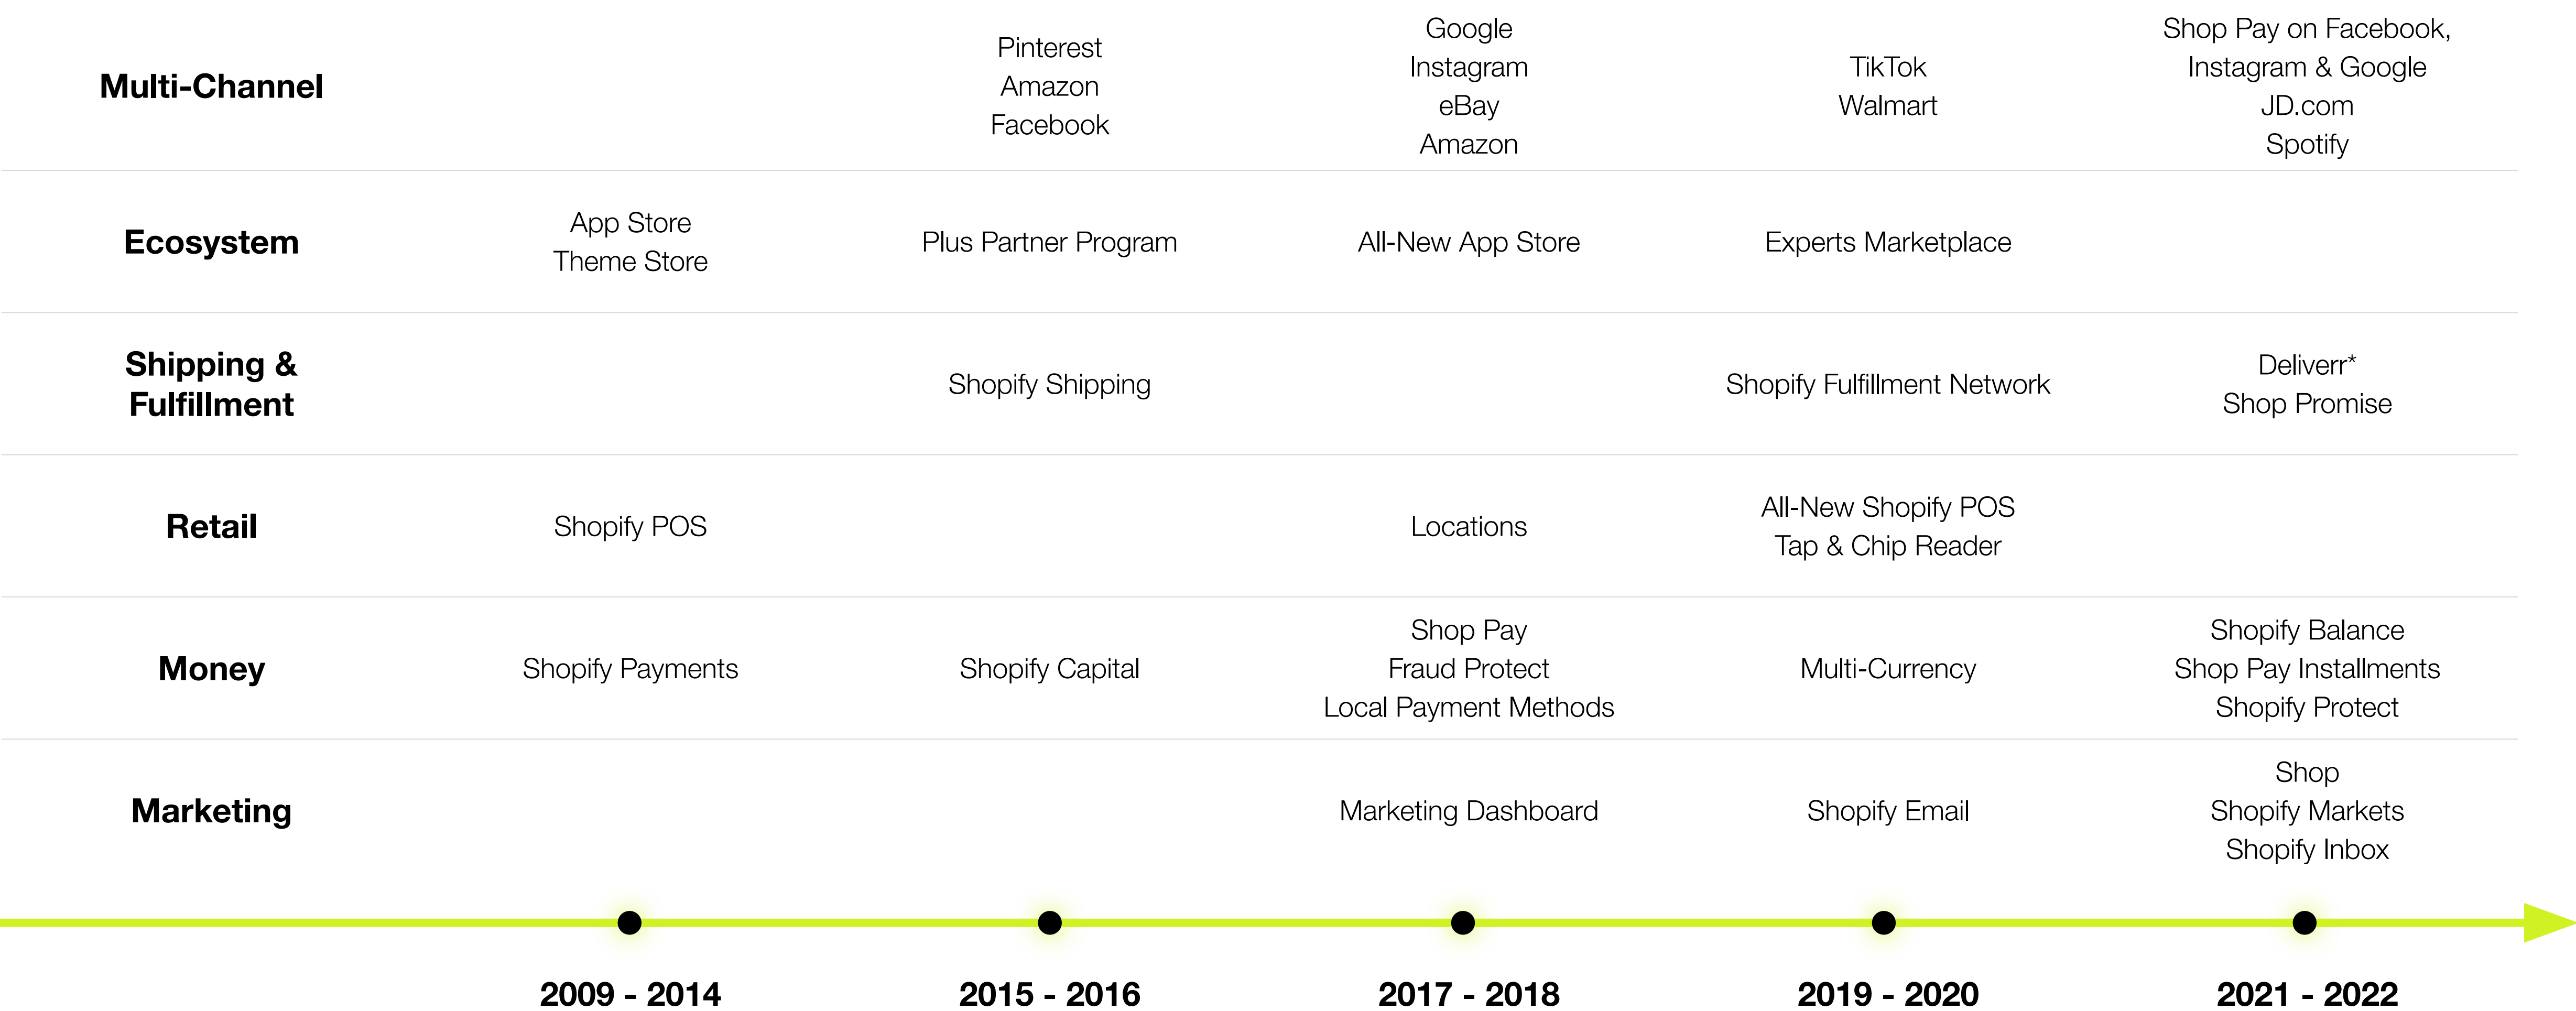 Multi-Channel
Pinterest
Amazon
Facebook
Google
Instagram
eBay
Amazon
TikTok
Walmart
Shop Pay on Facebook,
Instagram & Google
JD.com
Spotify
Ecosystem
App Store
Theme Store
Plus Partner Program
All-New App Store
Experts Marketplace
Shipping &
Fulfillment
Shopify Shipping
Shopify Fulfillment Network
Deliverr*
Shop Promise
Retail
Shopify POS
Locations
All-New Shopify POS
Tap & Chip Reader
Money
Shopify Payments
Shopify Capital
Shop Pay
Fraud Protect
Local Payment Methods
Multi-Currency
Shopify Balance
Shop Pay Installments
Shopify Protect
Marketing
Marketing Dashboard
Shopify Email
Shop
Shopify Markets
Shopify Inbox
2009 - 2014
2015 - 2016
2017 - 2018
2019 - 2020
2021 - 2022